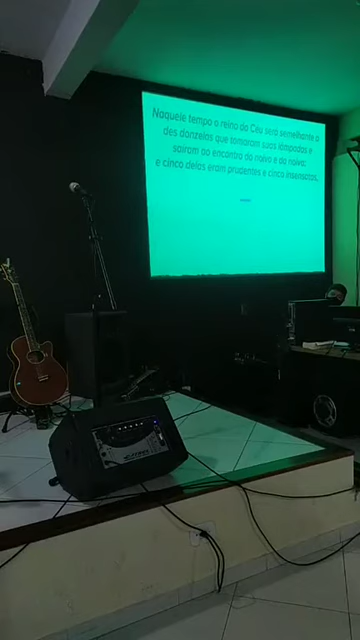 Naquele tempo o reino do Céu será semelhante a
dez donzelas que tomaram suas lâmpadas e
saíram ao encontro do noivo e da noiva;
e cinco delas eram prudentes e cinco insensatas.